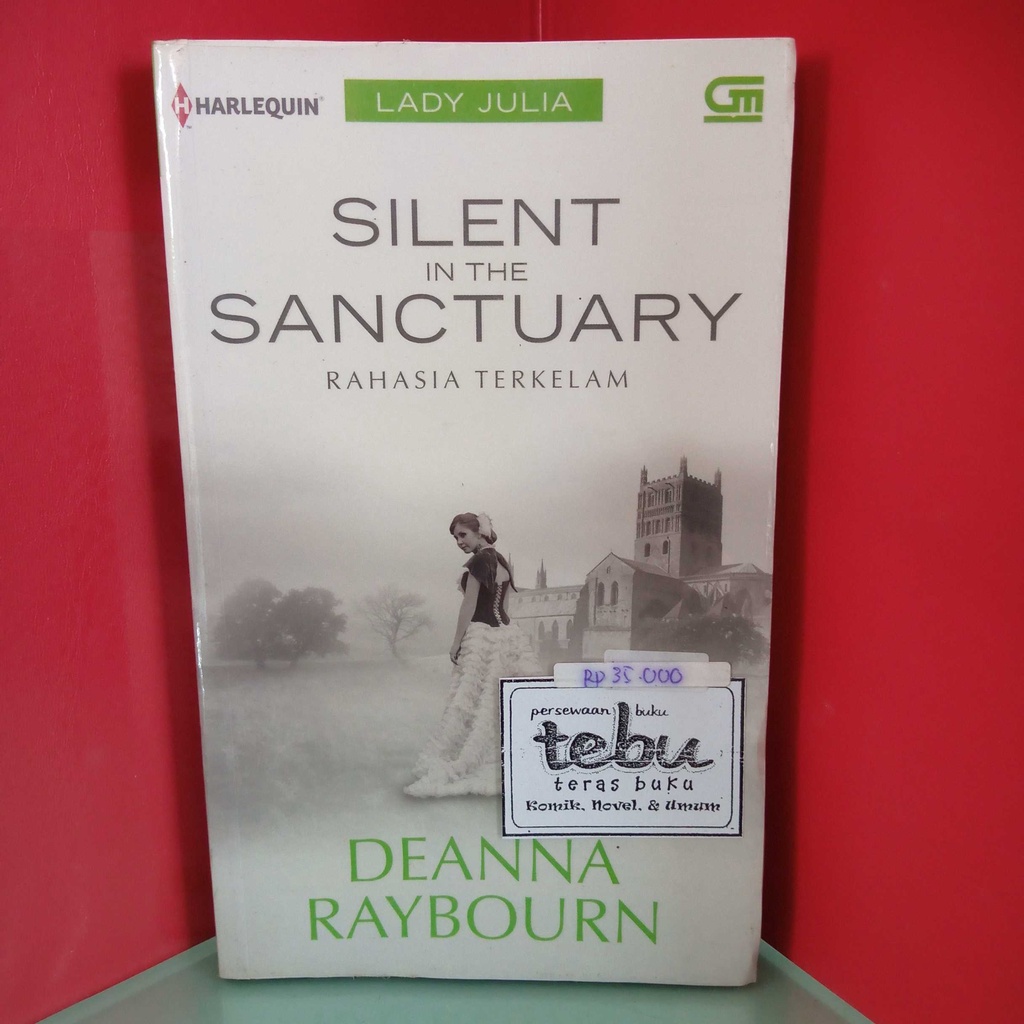 HARLEQUIN
LADY JULIA
GM
SILENT
IN THE
SANCTUARY
RAHASIA TERKELAM
RP 35.000
persewaan buku
tebu
teras buku
Komik, Novel, & Umum
DEANNA
RAYBOURN